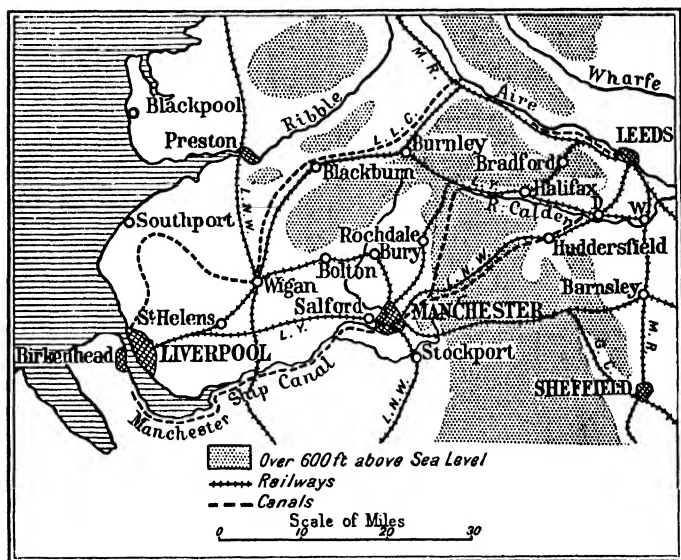 M.R.
Aire
Wharfe
Blackpool
Ribble
Preston
L.L.C.
Burnley
LEEDS
Bradford
Blackburn
L.Y.
Halifax
L.N.W.
R. Calder
D.
W.
Southport
Rochdale
Bury
L.N.W.
Huddersfield
Bolton
Wigan
Barnsley
St Helens
Salford
MANCHESTER
L.Y.
Birkenhead
LIVERPOOL
Stockport
G.C.
M.R.
Manchester Ship Canal
L.N.W.
SHEFFIELD
Over 600 ft above Sea Level
Railways
Canals
Scale of Miles
0 10 20 30